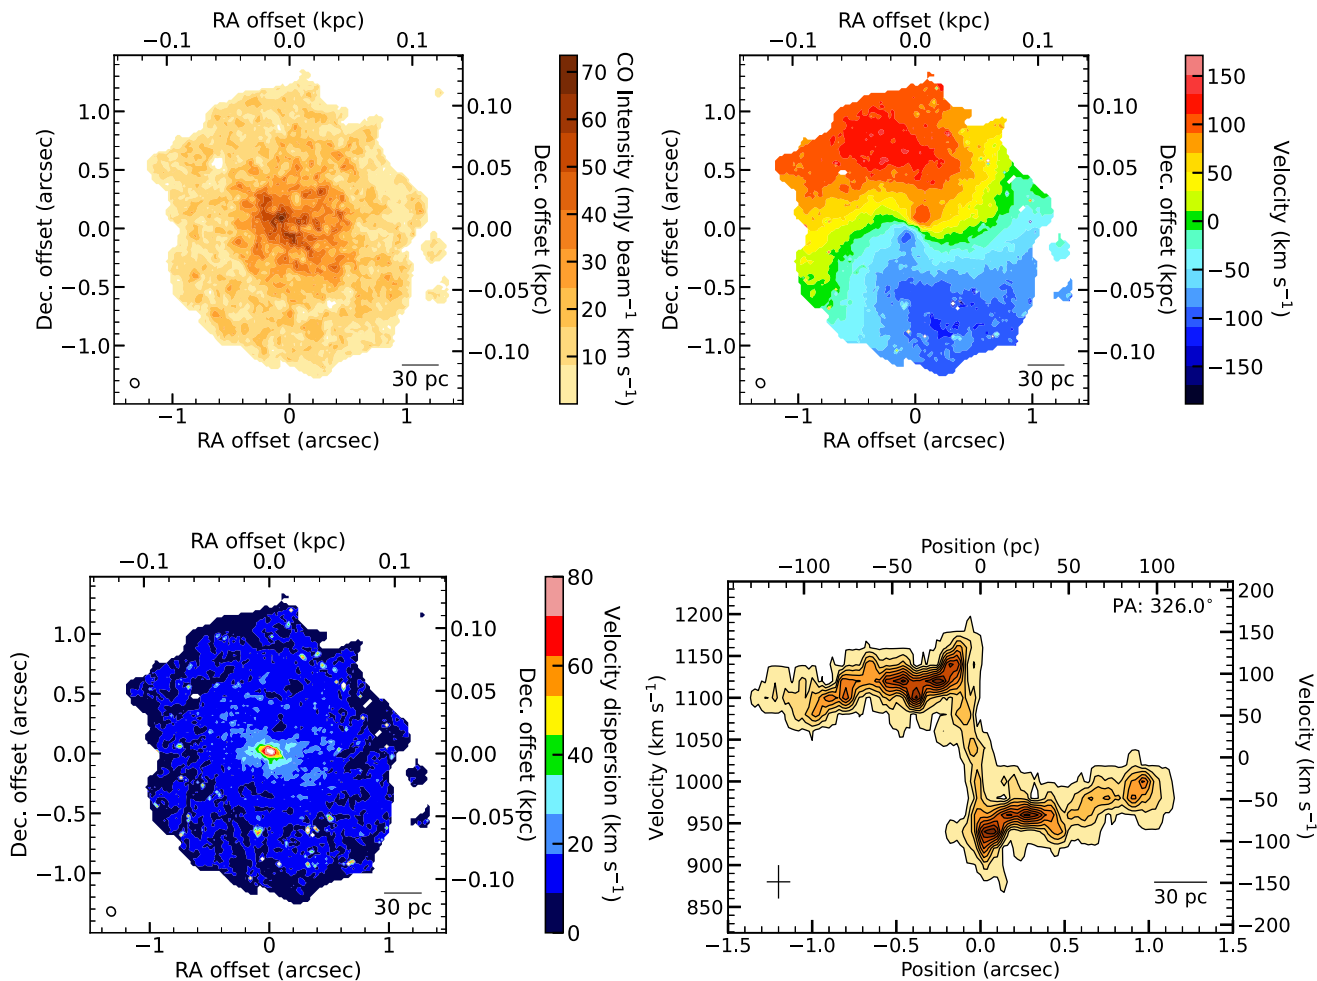 RA offset (kpc)
−0.1 0.0 0.1
1.0
0.5
0.0
−0.5
−1.0
Dec. offset (arcsec)
0.10
0.05
0.00
−0.05
−0.10
Dec. offset (kpc)
30 pc
−1 0 1
RA offset (arcsec)
70
60
50
40
30
20
10
CO Intensity (mJy beam⁻¹ km s⁻¹)
RA offset (kpc)
−0.1 0.0 0.1
1.0
0.5
0.0
−0.5
−1.0
Dec. offset (arcsec)
0.10
0.05
0.00
−0.05
−0.10
Dec. offset (kpc)
30 pc
−1 0 1
RA offset (arcsec)
150
100
50
0
−50
−100
−150
Velocity (km s⁻¹)
RA offset (kpc)
−0.1 0.0 0.1
1.0
0.5
0.0
−0.5
−1.0
Dec. offset (arcsec)
0.10
0.05
0.00
−0.05
−0.10
Dec. offset (kpc)
30 pc
−1 0 1
RA offset (arcsec)
80
60
40
20
0
Velocity dispersion (km s⁻¹)
Position (pc)
−100 −50 0 50 100
PA: 326.0°
1200
1150
1100
1050
1000
950
900
850
Velocity (km s⁻¹)
200
150
100
50
0
−50
−100
−150
−200
Velocity (km s⁻¹)
30 pc
−1.5 −1.0 −0.5 0.0 0.5 1.0 1.5
Position (arcsec)